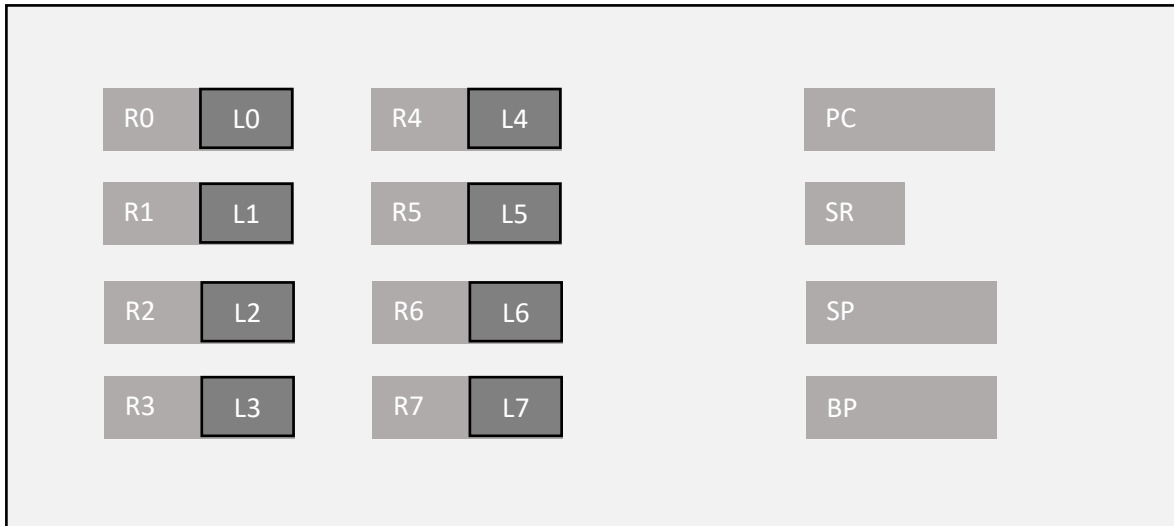 R0 L0 R4 L4 PC
R1 L1 R5 L5 SR
R2 L2 R6 L6 SP
R3 L3 R7 L7 BP